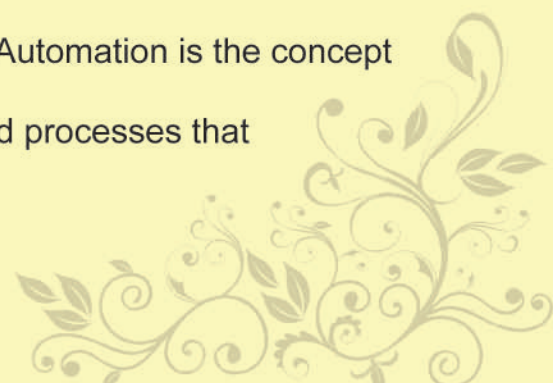 Automation is the concept
d processes that